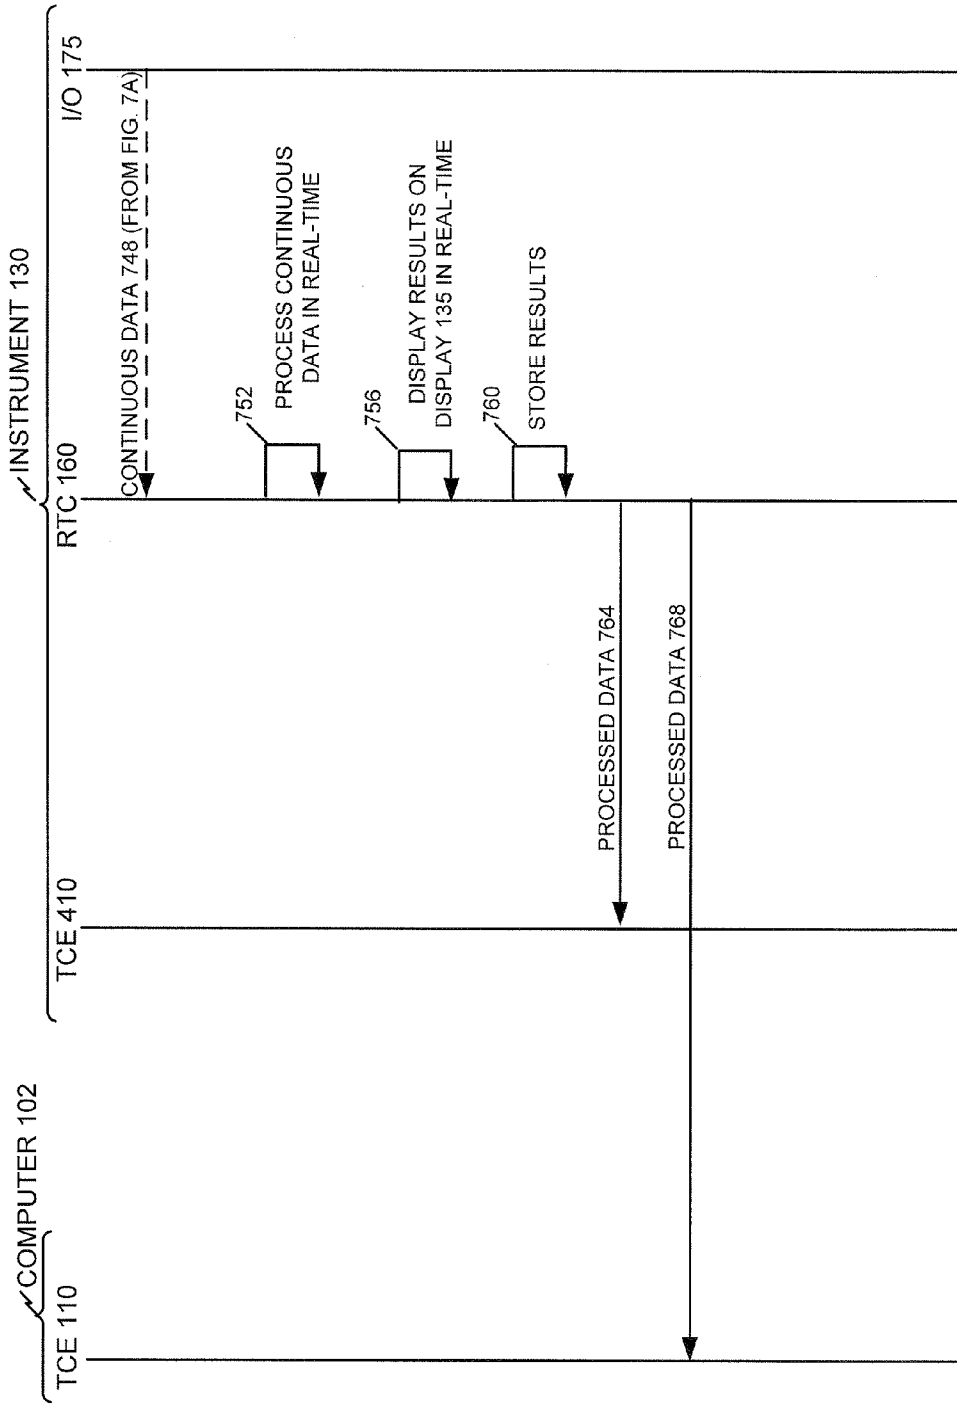 COMPUTER 102
INSTRUMENT 130
TCE 110
TCE 410
RTC 160
I/O 175
CONTINUOUS DATA 748 (FROM FIG. 7A)
752
PROCESS CONTINUOUS
DATA IN REAL-TIME
756
DISPLAY RESULTS ON
DISPLAY 135 IN REAL-TIME
760
STORE RESULTS
PROCESSED DATA 764
PROCESSED DATA 768